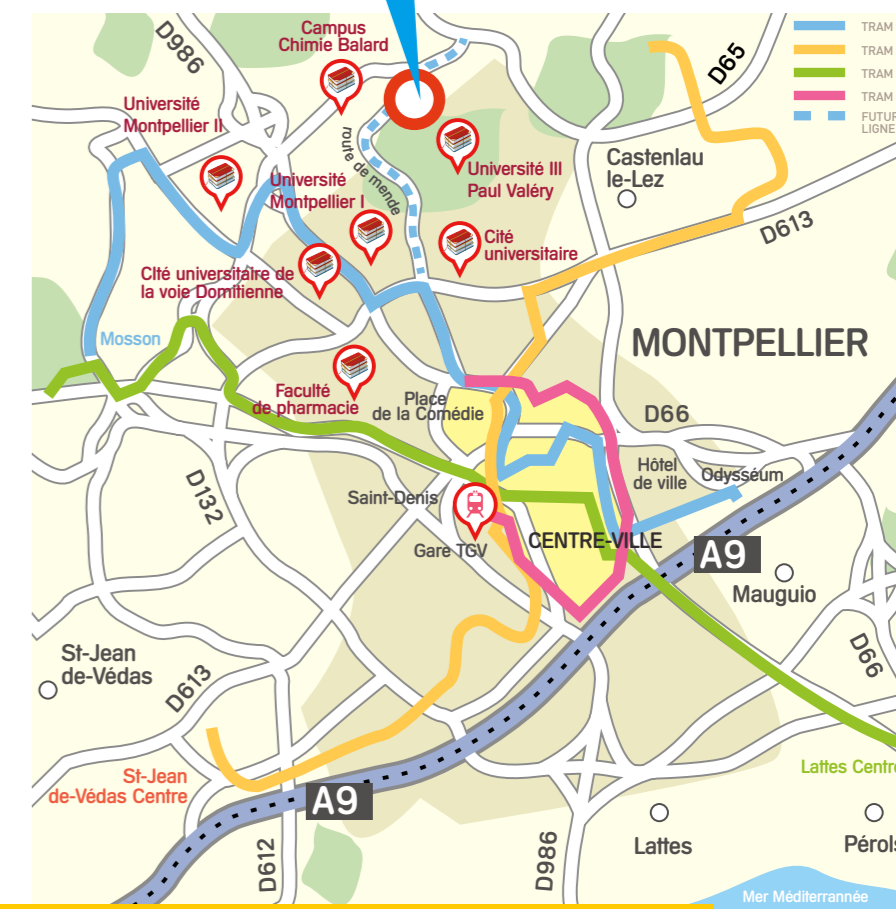 Campus
Chimie Balard
D986
D65
TRAM
TRAM
TRAM
TRAM
Université
Montpellier II
route de mende
Université III
Paul Valéry
Castenlau
le-Lez
Université
Montpellier I
D613
Cité
universitaire
CIté universitaire de
la voie Domitienne
Mosson
MONTPELLIER
Faculté
de pharmacie
Place
de la Comédie
D66
Hôtel
de ville
Odysséum
D132
Saint-Denis
Gare TGV
CENTRE-VILLE
A9
Mauguio
D66
St-Jean
de-Védas
D613
St-Jean
de-Védas Centre
A9
Lattes Centre
D612
D986
Lattes
Pérols
Mer Méditerrannée